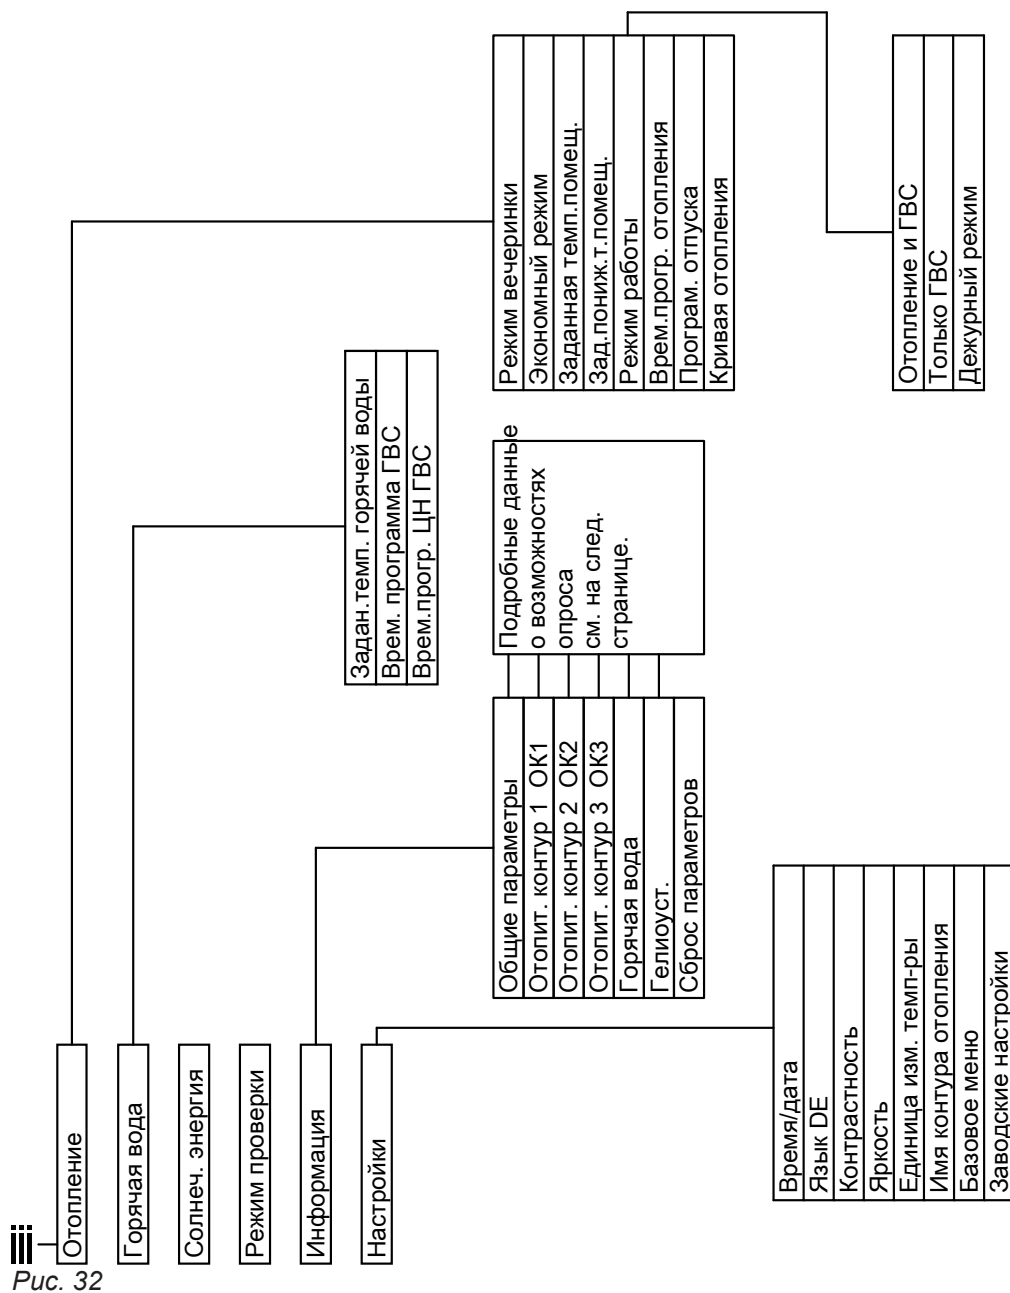 Отопление
Горячая вода
Солнеч. энергия
Режим проверки
Информация
Настройки
Режим вечеринки
Экономный режим
Заданная темп.помещ.
Зад.пониж.т.помещ.
Режим работы
Врем.прогр. отопления
Програм. отпуска
Кривая отопления
Отопление и ГВС
Только ГВС
Дежурный режим
Задан.темп. горячей воды
Врем. программа ГВС
Врем.прогр. ЦН ГВС
Общие параметры
Отопит. контур 1 ОК1
Отопит. контур 2 ОК2
Отопит. контур 3 ОК3
Горячая вода
Гелиоуст.
Сброс параметров
Подробные данные
о возможностях
опроса
см. на след.
странице.
Время/дата
Язык DE
Контрастность
Яркость
Единица изм. темп-ры
Имя контура отопления
Базовое меню
Заводские настройки
Рис. 32